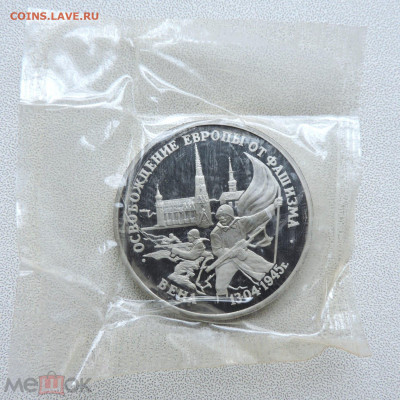 COINS.LAVE.RU
ОСВОБОЖДЕНИЕ ЕВРОПЫ ОТ ФАШИЗМА
ВЕНА 13.04.1945г.
мешок